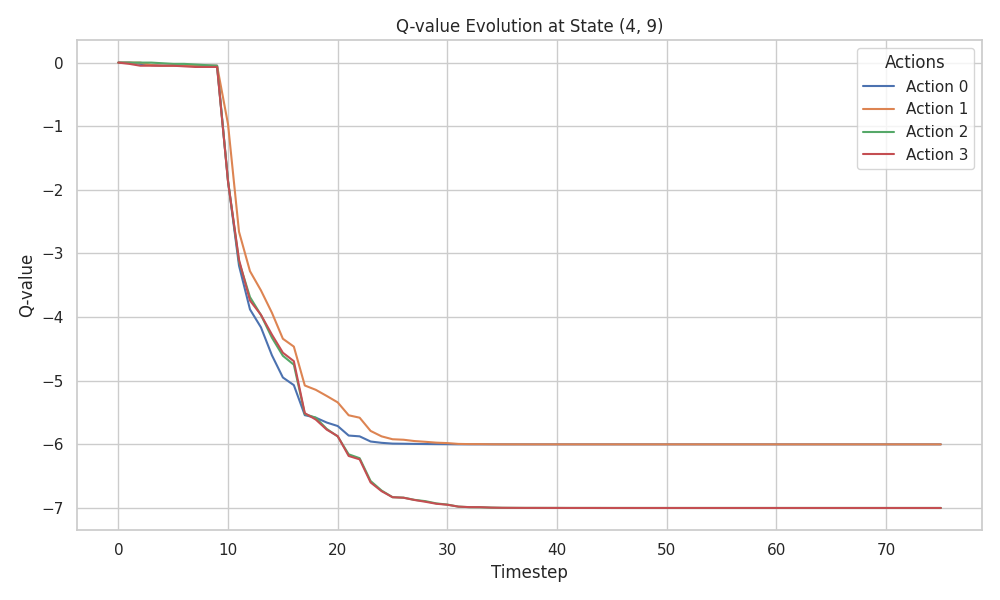 Q-value Evolution at State (4, 9)
Actions
Action 0
Action 1
Action 2
Action 3
Q-value
0
−1
−2
−3
−4
−5
−6
−7
0 10 20 30 40 50 60 70
Timestep